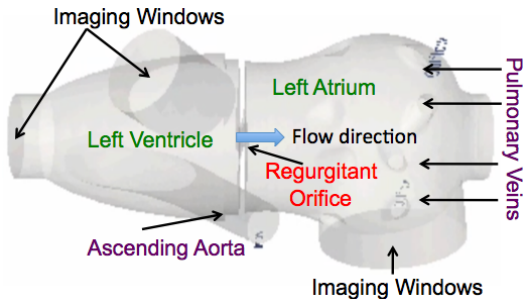 Imaging Windows
Left Atrium
Left Ventricle
Flow direction
Regurgitant
Orifice
Ascending Aorta
Imaging Windows
Pulmonary Veins